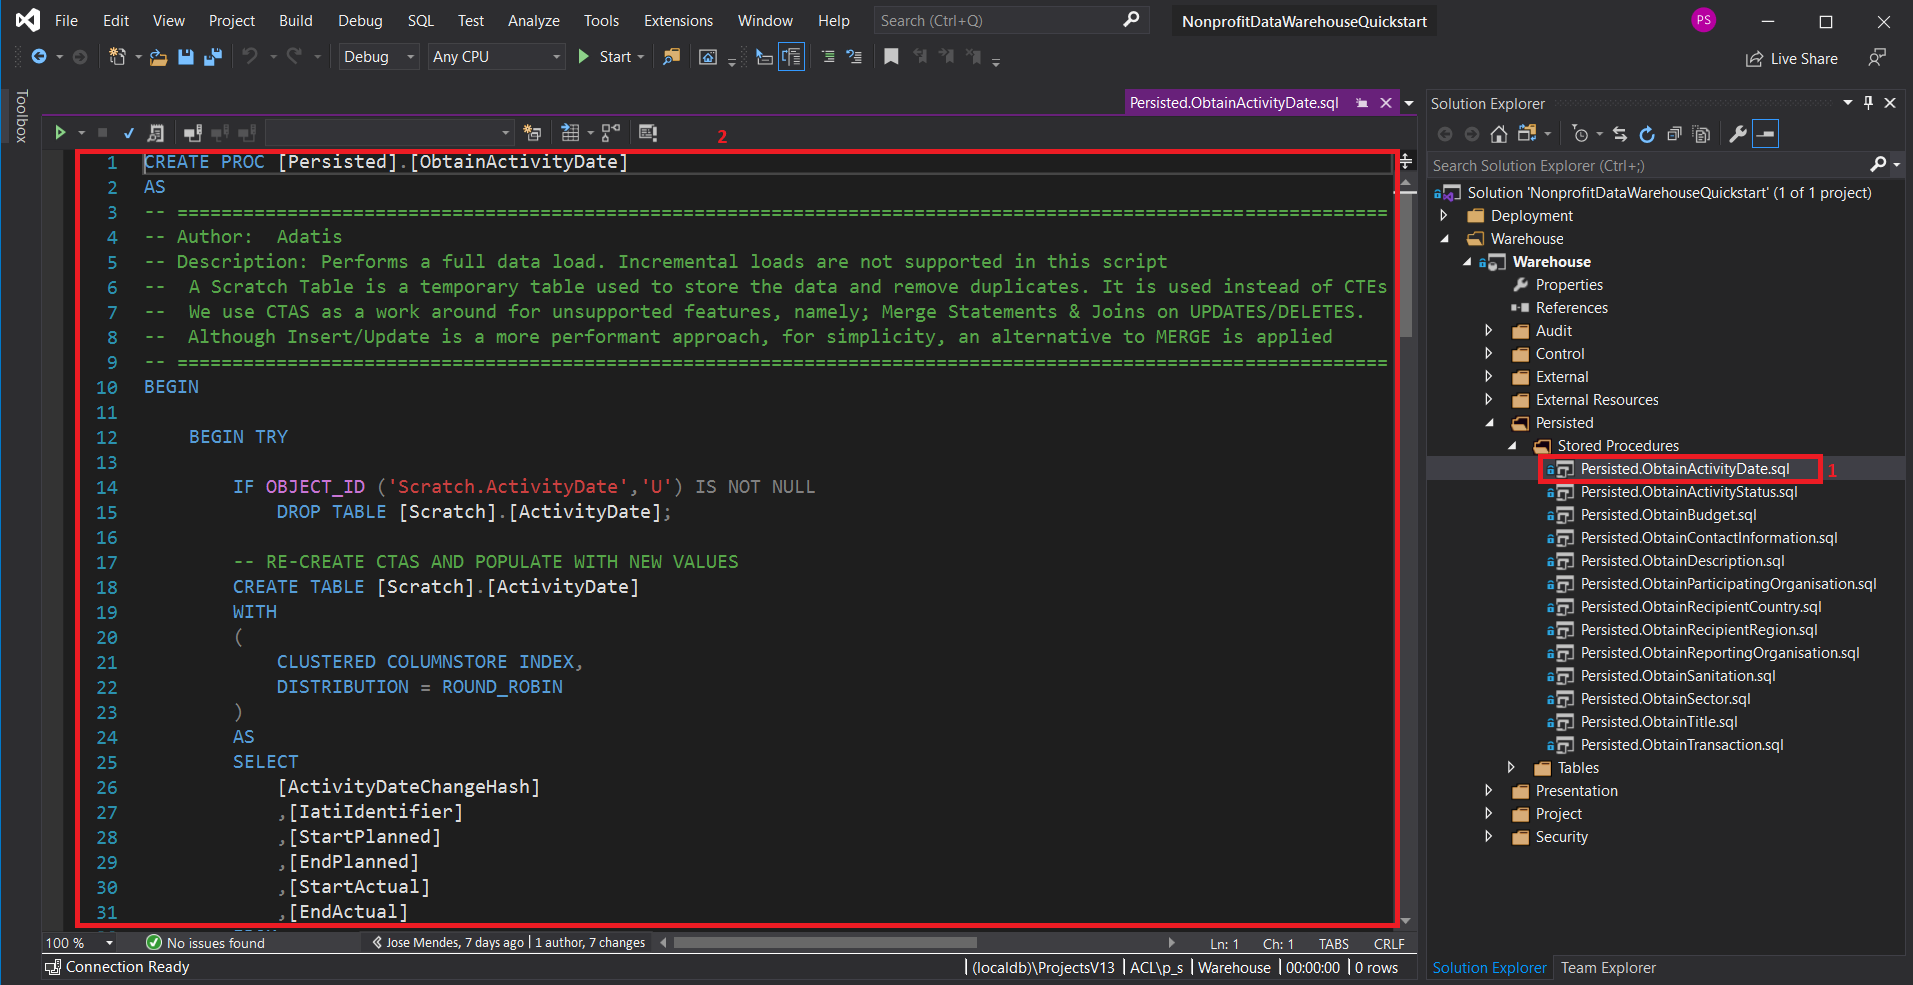 File Edit View Project Build Debug SQL Test Analyze Tools Extensions Window Help Search (Ctrl+Q) NonprofitDataWarehouseQuickstart PS
Debug Any CPU Start Live Share
Toolbox
Persisted.ObtainActivityDate.sql
2
1 CREATE PROC [Persisted].[ObtainActivityDate]
2 AS
3 -- ==============================================================================================================
4 -- Author:  Adatis
5 -- Description: Performs a full data load. Incremental loads are not supported in this script
6 --  A Scratch Table is a temporary table used to store the data and remove duplicates. It is used instead of CTEs
7 --  We use CTAS as a work around for unsupported features, namely; Merge Statements & Joins on UPDATES/DELETES.
8 --  Although Insert/Update is a more performant approach, for simplicity, an alternative to MERGE is applied
9 -- ==============================================================================================================
10 BEGIN
11
12 BEGIN TRY
13
14 IF OBJECT_ID ('Scratch.ActivityDate','U') IS NOT NULL
15 DROP TABLE [Scratch].[ActivityDate];
16
17 -- RE-CREATE CTAS AND POPULATE WITH NEW VALUES
18 CREATE TABLE [Scratch].[ActivityDate]
19 WITH
20 (
21 CLUSTERED COLUMNSTORE INDEX,
22 DISTRIBUTION = ROUND_ROBIN
23 )
24 AS
25 SELECT
26 [ActivityDateChangeHash]
27 ,[IatiIdentifier]
28 ,[StartPlanned]
29 ,[EndPlanned]
30 ,[StartActual]
31 ,[EndActual]
100 % No issues found Jose Mendes, 7 days ago | 1 author, 7 changes Ln: 1 Ch: 1 TABS CRLF
Connection Ready (localdb)\ProjectsV13 ACL\p_s Warehouse 00:00:00 0 rows
Solution Explorer
Search Solution Explorer (Ctrl+;)
Solution 'NonprofitDataWarehouseQuickstart' (1 of 1 project)
Deployment
Warehouse
Warehouse
Properties
References
Audit
Control
External
External Resources
Persisted
Stored Procedures
Persisted.ObtainActivityDate.sql 1
Persisted.ObtainActivityStatus.sql
Persisted.ObtainBudget.sql
Persisted.ObtainContactInformation.sql
Persisted.ObtainDescription.sql
Persisted.ObtainParticipatingOrganisation.sql
Persisted.ObtainRecipientCountry.sql
Persisted.ObtainRecipientRegion.sql
Persisted.ObtainReportingOrganisation.sql
Persisted.ObtainSanitation.sql
Persisted.ObtainSector.sql
Persisted.ObtainTitle.sql
Persisted.ObtainTransaction.sql
Tables
Presentation
Project
Security
Solution Explorer Team Explorer